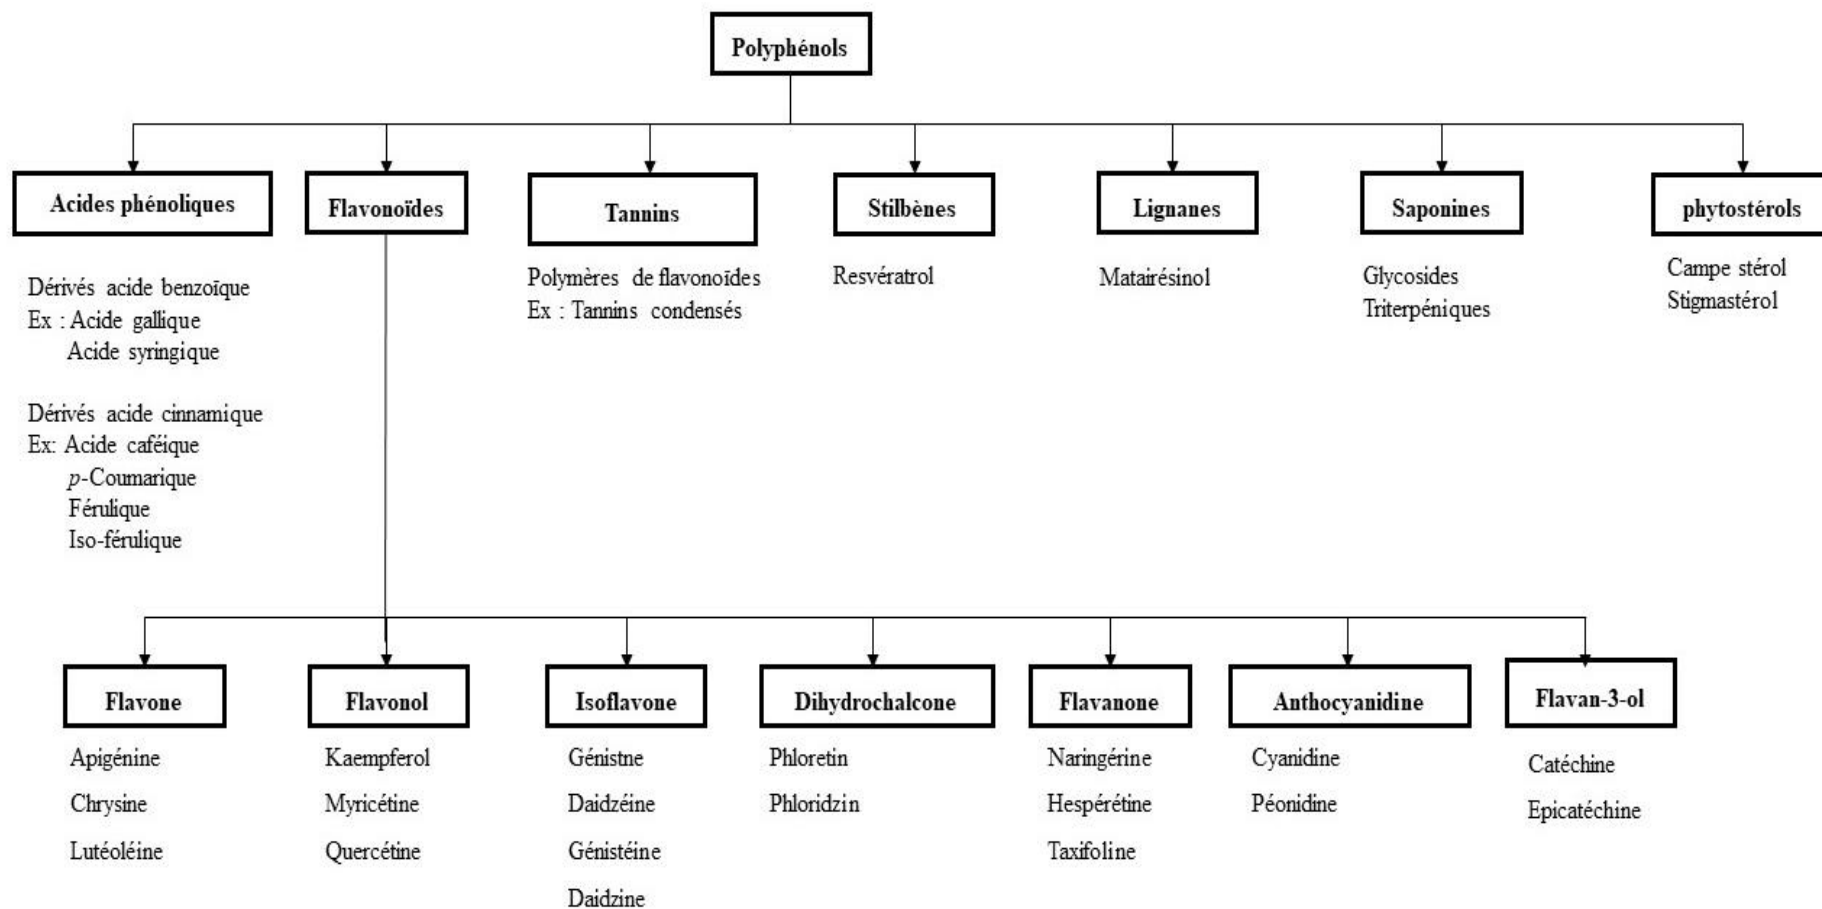 Polyphénols
Acides phénoliques
Flavonoïdes
Tannins
Stilbènes
Lignanes
Saponines
phytostérols
Dérivés acide benzoïque
Ex : Acide gallique
Acide syringique
Dérivés acide cinnamique
Ex: Acide caféique
p-Coumarique
Férulique
Iso-férulique
Polymères de flavonoïdes
Ex : Tannins condensés
Resvératrol
Matairésinol
Glycosides
Triterpéniques
Campe stérol
Stigmastérol
Flavone
Flavonol
Isoflavone
Dihydrochalcone
Flavanone
Anthocyanidine
Flavan-3-ol
Apigénine
Chrysine
Lutéoléine
Kaempferol
Myricétine
Quercétine
Génistne
Daidzéine
Génistéine
Daidzine
Phloretin
Phloridzin
Naringérine
Hespérétine
Taxifoline
Cyanidine
Péonidine
Catéchine
Epicatéchine